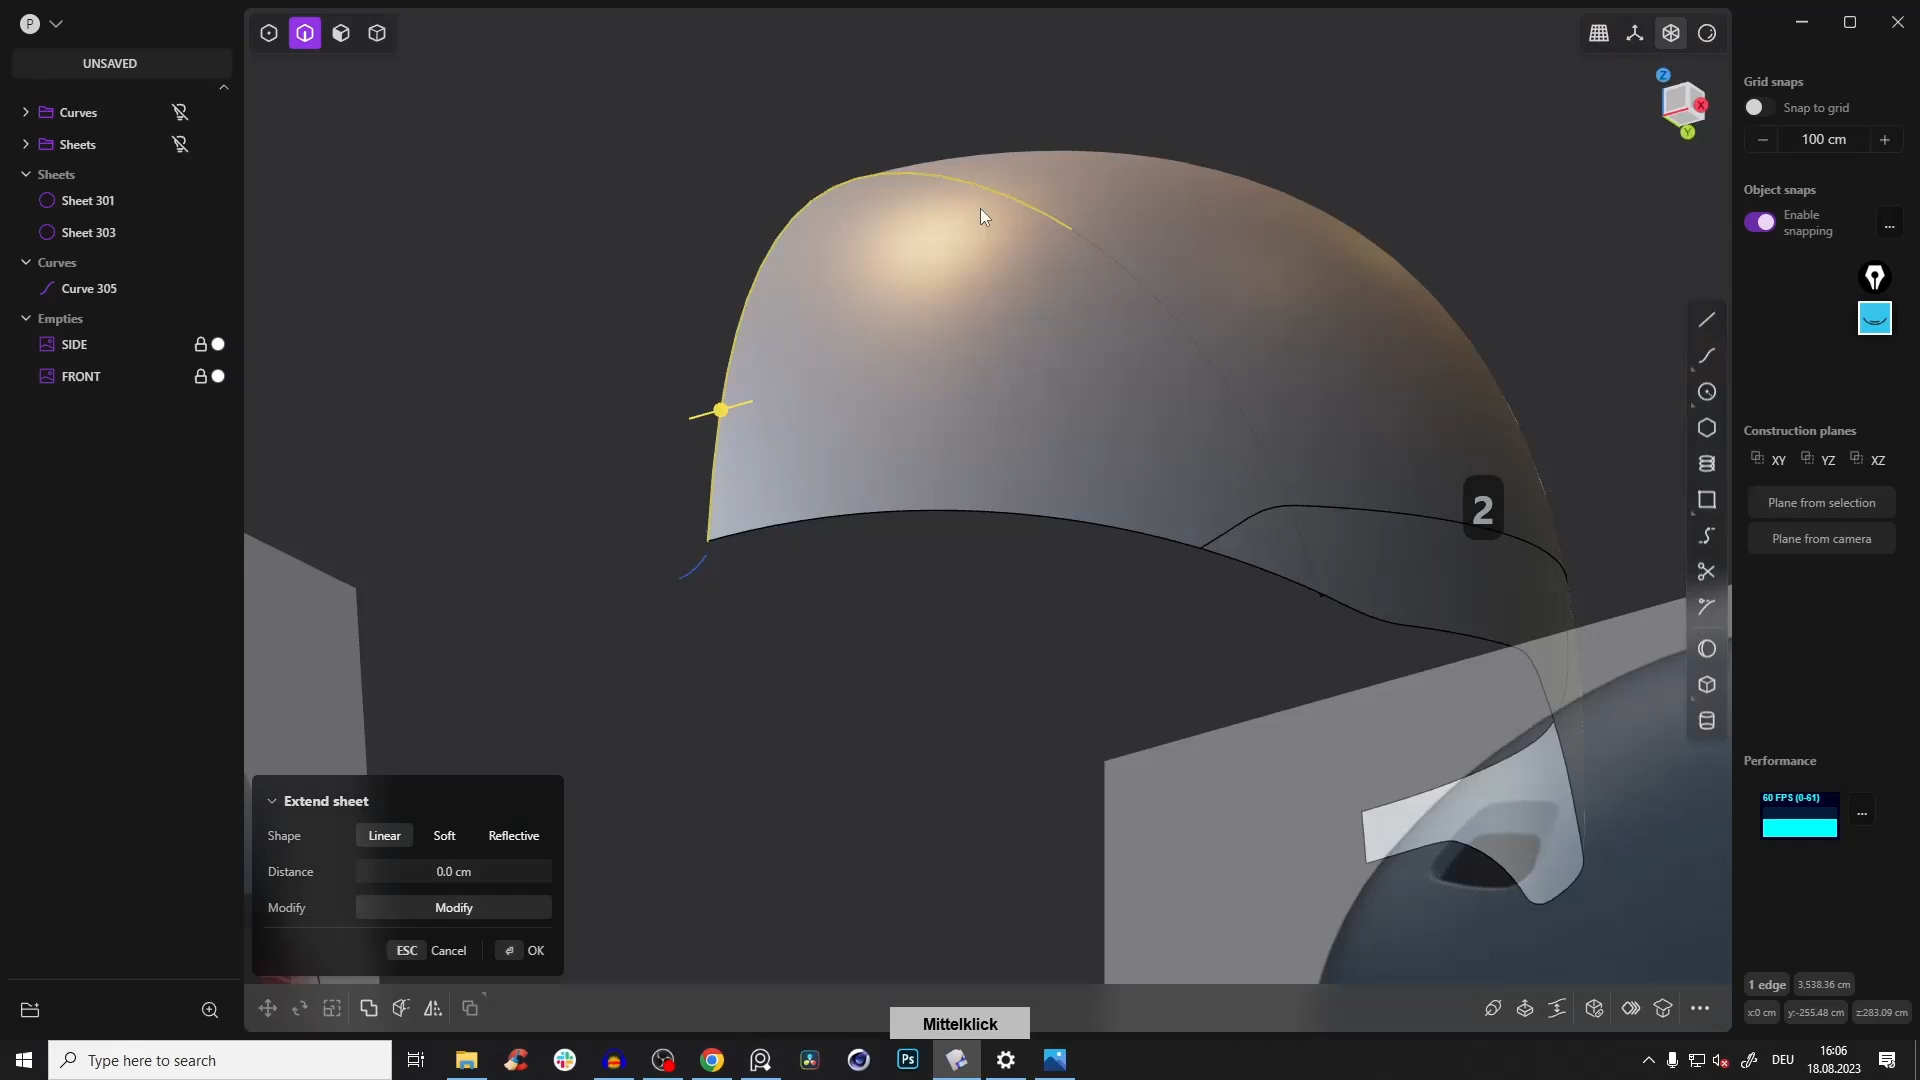 P
UNSAVED
Curves
Sheets
Sheets
Sheet 301
Sheet 303
Curves
Curve 305
Empties
SIDE
FRONT
Z
X
Y
Grid snaps
Snap to grid
100 cm
Object snaps
Enable
snapping
...
Construction planes
XY
YZ
XZ
Plane from selection
Plane from camera
2
Performance
60 FPS (0-61)
...
Extend sheet
Shape
Linear
Soft
Reflective
Distance
0.0 cm
Modify
Modify
ESC
Cancel
OK
1 edge
3,538.36 cm
x:0 cm
y:-255.48 cm
z:283.09 cm
Mittelklick
Type here to search
Ps
DEU
16:06
18.08.2023